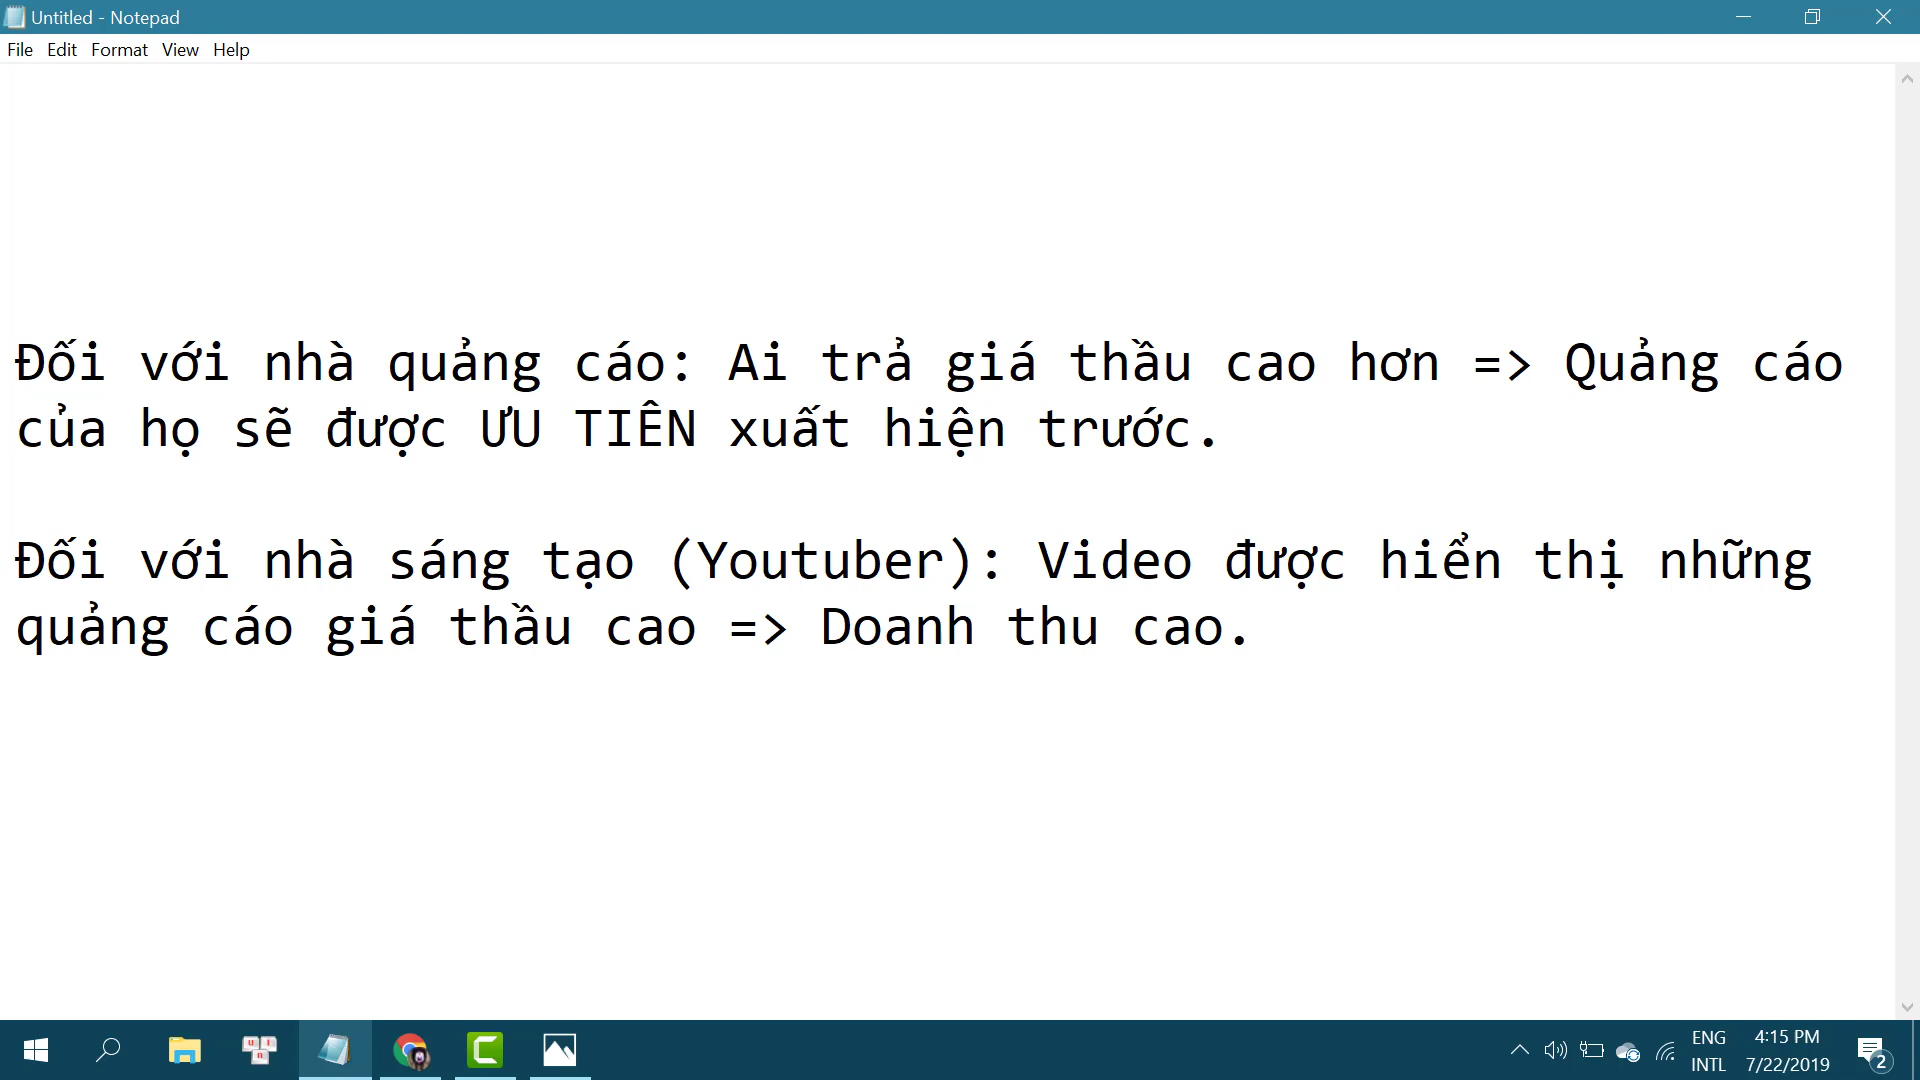 Untitled - Notepad
File Edit Format View Help
Đối với nhà quảng cáo: Ai trả giá thầu cao hơn => Quảng cáo
của họ sẽ được ƯU TIÊN xuất hiện trước.
Đối với nhà sáng tạo (Youtuber): Video được hiển thị những
quảng cáo giá thầu cao => Doanh thu cao.
ENG 4:15 PM
INTL 7/22/2019
2